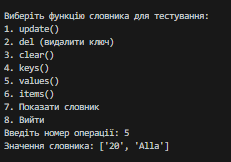 Виберіть функцію словника для тестування:
1. update()
2. del (видалити ключ)
3. clear()
4. keys()
5. values()
6. items()
7. Показати словник
8. Вийти
Введіть номер операції: 5
Значення словника: ['20', 'Alla']